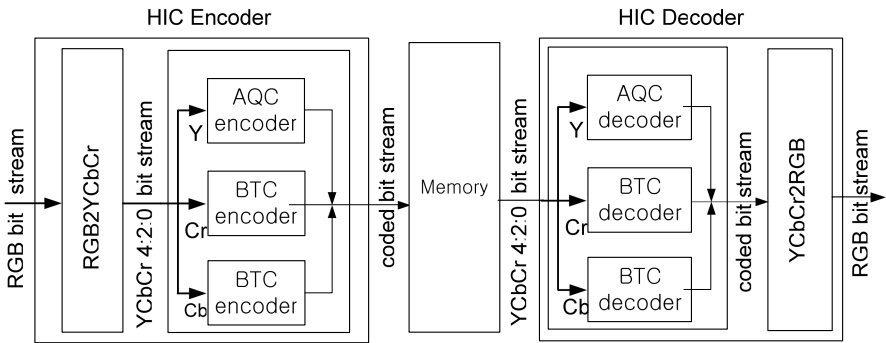 HIC Encoder
HIC Decoder
RGB bit stream
RGB2YCbCr
YCbCr 4:2:0 bit stream
Y
AQC
encoder
Cr
BTC
encoder
Cb
BTC
encoder
coded bit stream
Memory
YCbCr 4:2:0 bit stream
Y
AQC
decoder
Cr
BTC
decoder
Cb
BTC
decoder
coded bit stream
YCbCr2RGB
RGB bit stream